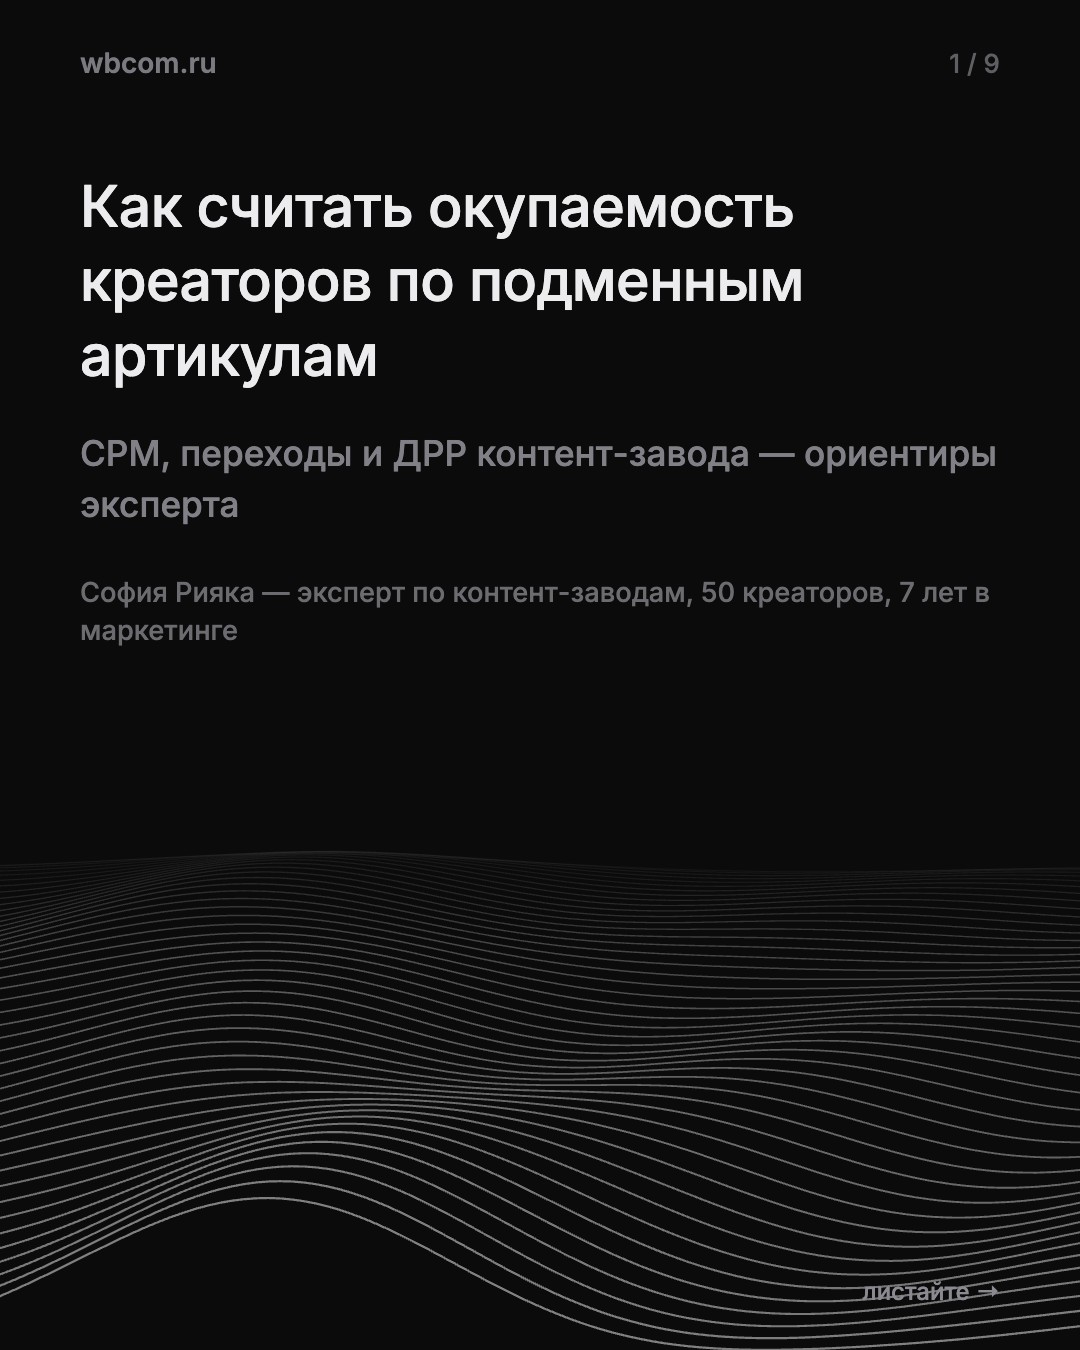 wbcom.ru
1 / 9
Как считать окупаемость
креаторов по подменным
артикулам
CPM, переходы и ДРР контент-завода — ориентиры
эксперта
София Рияка — эксперт по контент-заводам, 50 креаторов, 7 лет в
маркетинге
листайте →